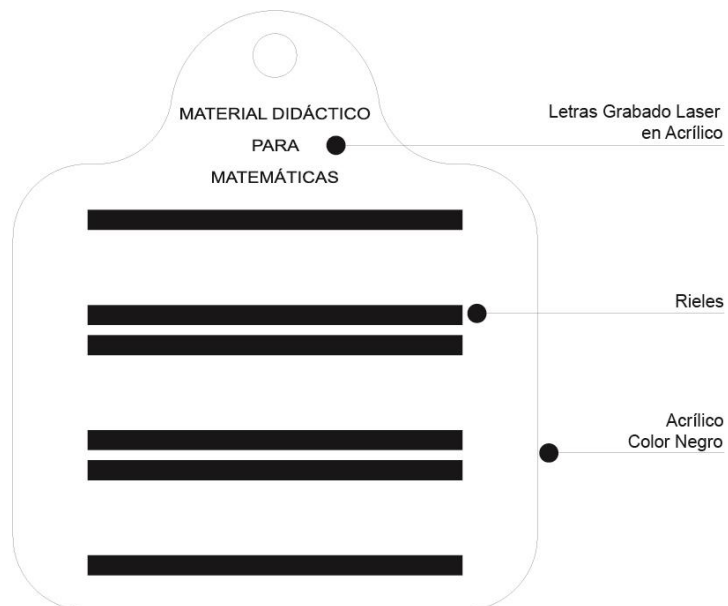 MATERIAL DIDÁCTICO
PARA
MATEMÁTICAS
Letras Grabado Laser
en Acrílico
Rieles
Acrílico
Color Negro